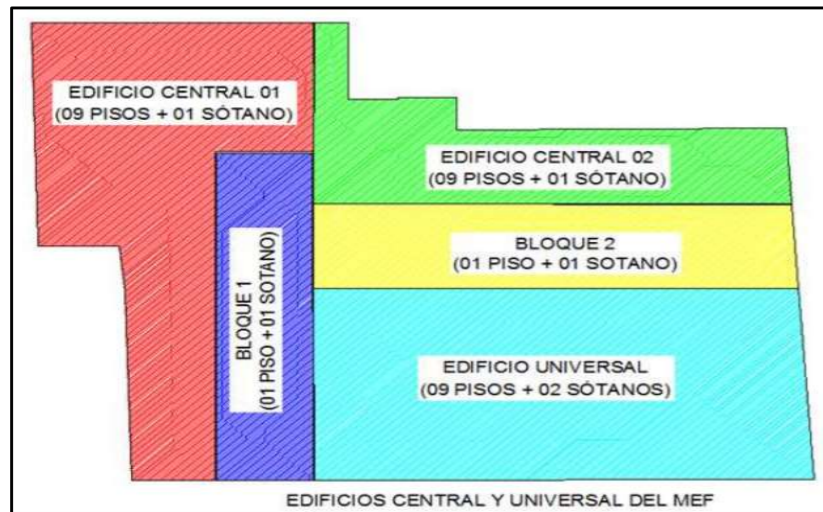 EDIFICIO CENTRAL 01
(09 PISOS + 01 SÓTANO)
EDIFICIO CENTRAL 02
(09 PISOS + 01 SÓTANO)
BLOQUE 2
(01 PISO + 01 SOTANO)
BLOQUE 1
(01 PISO + 01 SOTANO)
EDIFICIO UNIVERSAL
(09 PISOS + 02 SÓTANOS)
EDIFICIOS CENTRAL Y UNIVERSAL DEL MEF